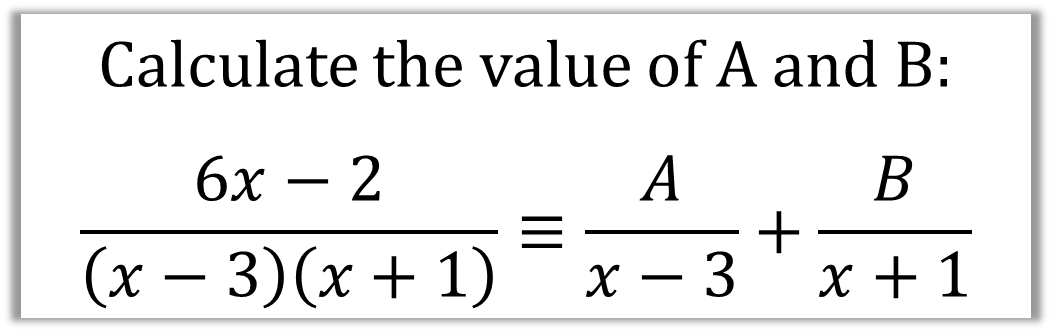 Calculate the value of A and B:
6x − 2 / (x − 3)(x + 1) ≡ A / x − 3 + B / x + 1